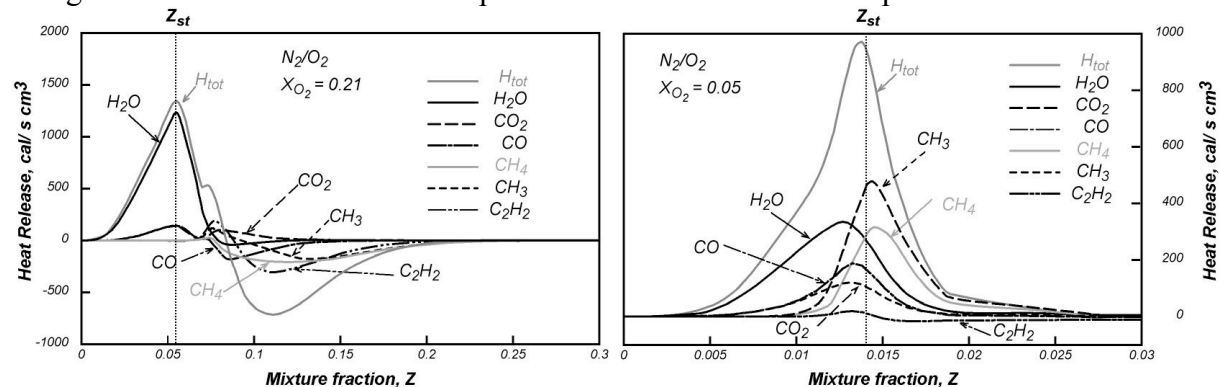 Z_st
2000
1500
1000
500
0
-500
-1000
Heat Release, cal/ s cm³
N₂/O₂
X_O₂ = 0.21
H_tot
H₂O
CO₂
CH₃
CO
CH₄
C₂H₂
H_tot
H₂O
CO₂
CO
CH₄
CH₃
C₂H₂
0 0.05 0.1 0.15 0.2 0.25 0.3
Mixture fraction, Z
Z_st
N₂/O₂
X_O₂ = 0.05
H_tot
CH₃
H₂O
CH₄
CO
CO₂
C₂H₂
H_tot
H₂O
CO₂
CO
CH₄
CH₃
C₂H₂
1000
800
600
400
200
0
Heat Release, cal/ s cm³
0 0.005 0.01 0.015 0.02 0.025 0.03
Mixture fraction, Z